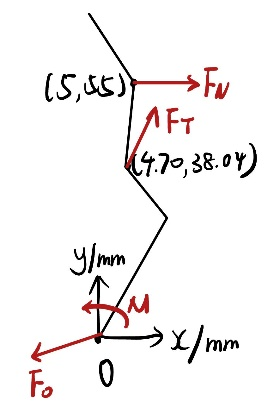 (5,55)
F_N
F_T
(4.70,38.04)
y/mm
M
x/mm
F_O
O